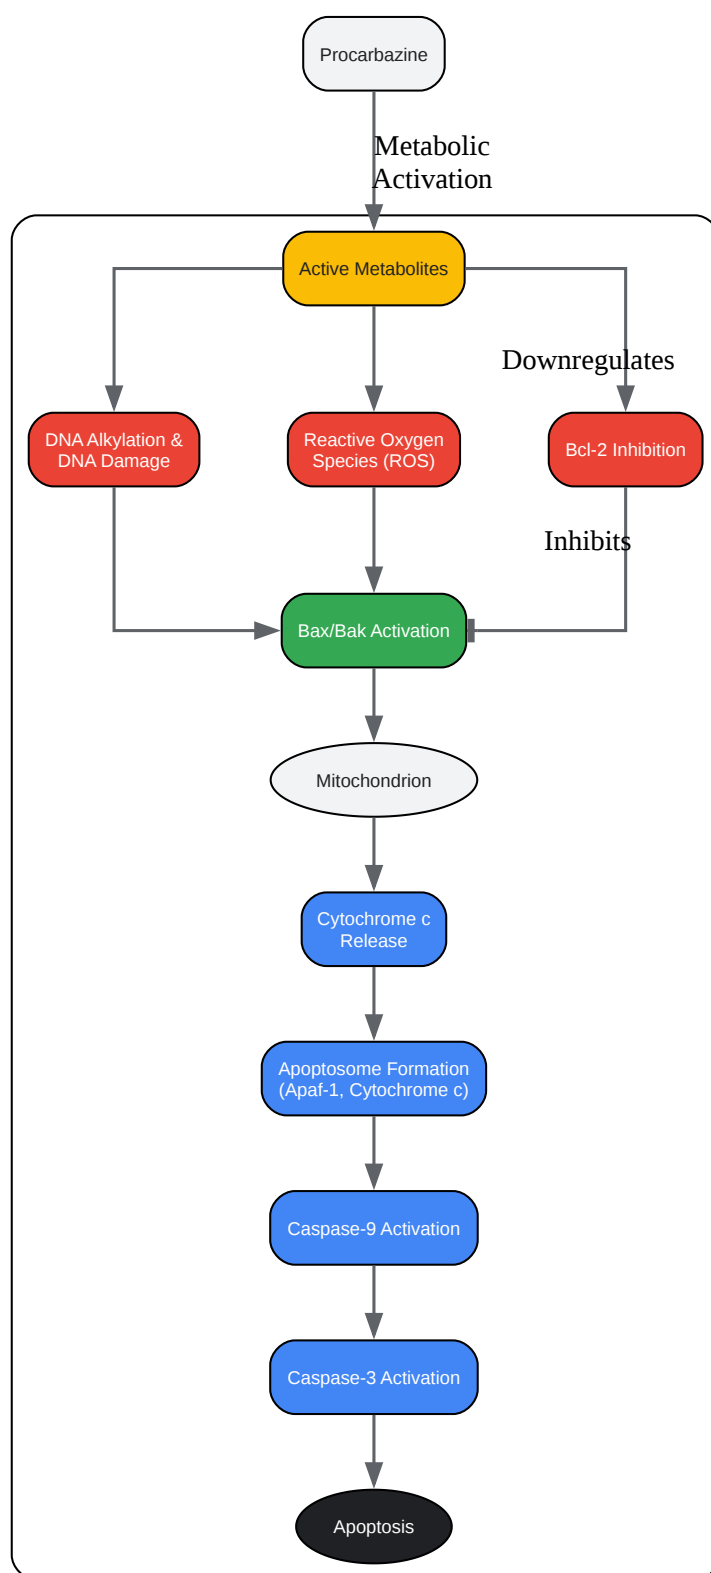 Procarbazine
Metabolic
Activation
Active Metabolites
Downregulates
DNA Alkylation &
DNA Damage
Reactive Oxygen
Species (ROS)
Bcl-2 Inhibition
Inhibits
Bax/Bak Activation
Mitochondrion
Cytochrome c
Release
Apoptosome Formation
(Apaf-1, Cytochrome c)
Caspase-9 Activation
Caspase-3 Activation
Apoptosis